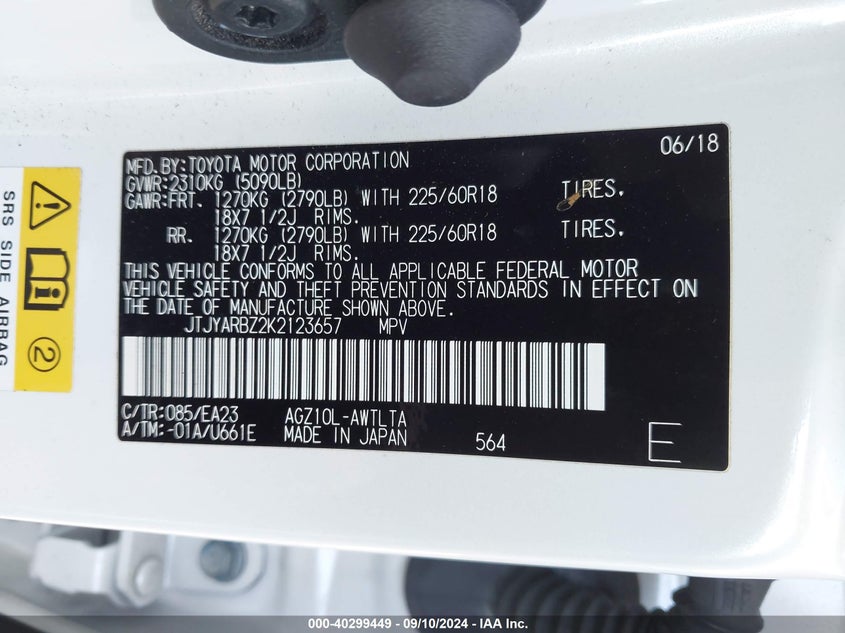 06/18
MFD.BY:TOYOTA MOTOR CORPORATION
GVWR:2310KG (5090LB)
GAWR:FRT. 1270KG (2790LB) WITH 225/60R18 TIRES.
18X7 1/2J RIMS.
RR. 1270KG (2790LB) WITH 225/60R18 TIRES.
18X7 1/2J RIMS.
THIS VEHICLE CONFORMS TO ALL APPLICABLE FEDERAL MOTOR
VEHICLE SAFETY AND THEFT PREVENTION STANDARDS IN EFFECT ON
THE DATE OF MANUFACTURE SHOWN ABOVE.
JTJYARBZ2K2123657 MPV
C/TR:085/EA23 AGZ10L-AWTLTA
A/TM:-01A/U661E MADE IN JAPAN 564 E
SRS SIDE AIRBAG
2
000-40299449 - 09/10/2024 - IAA Inc.